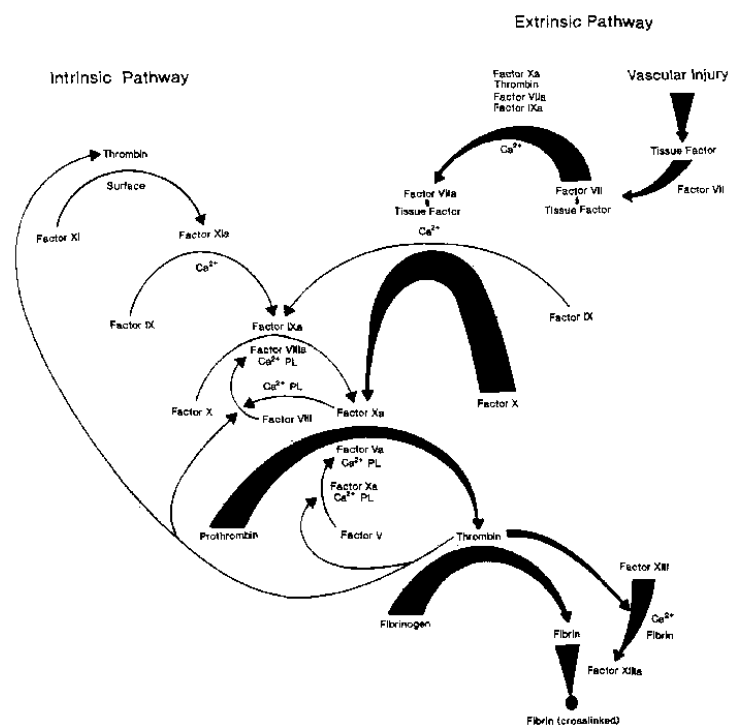 Extrinsic Pathway
Intrinsic Pathway
Factor Xa
Thrombin
Factor VIIa
Factor IXa
Ca²⁺
Vascular Injury
Tissue Factor
Factor VII
Factor VII
Tissue Factor
Factor VIIa
Tissue Factor
Ca²⁺
Thrombin
Surface
Factor XI
Factor XIa
Ca²⁺
Factor IX
Factor IXa
Factor IX
Factor VIIIa
Ca²⁺ PL
Ca²⁺ PL
Factor X
Factor VIII
Factor Xa
Factor X
Factor Va
Ca²⁺ PL
Factor Xa
Ca²⁺ PL
Prothrombin
Factor V
Thrombin
Factor XIII
Ca²⁺
Fibrin
Fibrinogen
Fibrin
Factor XIIIa
Fibrin (crosslinked)